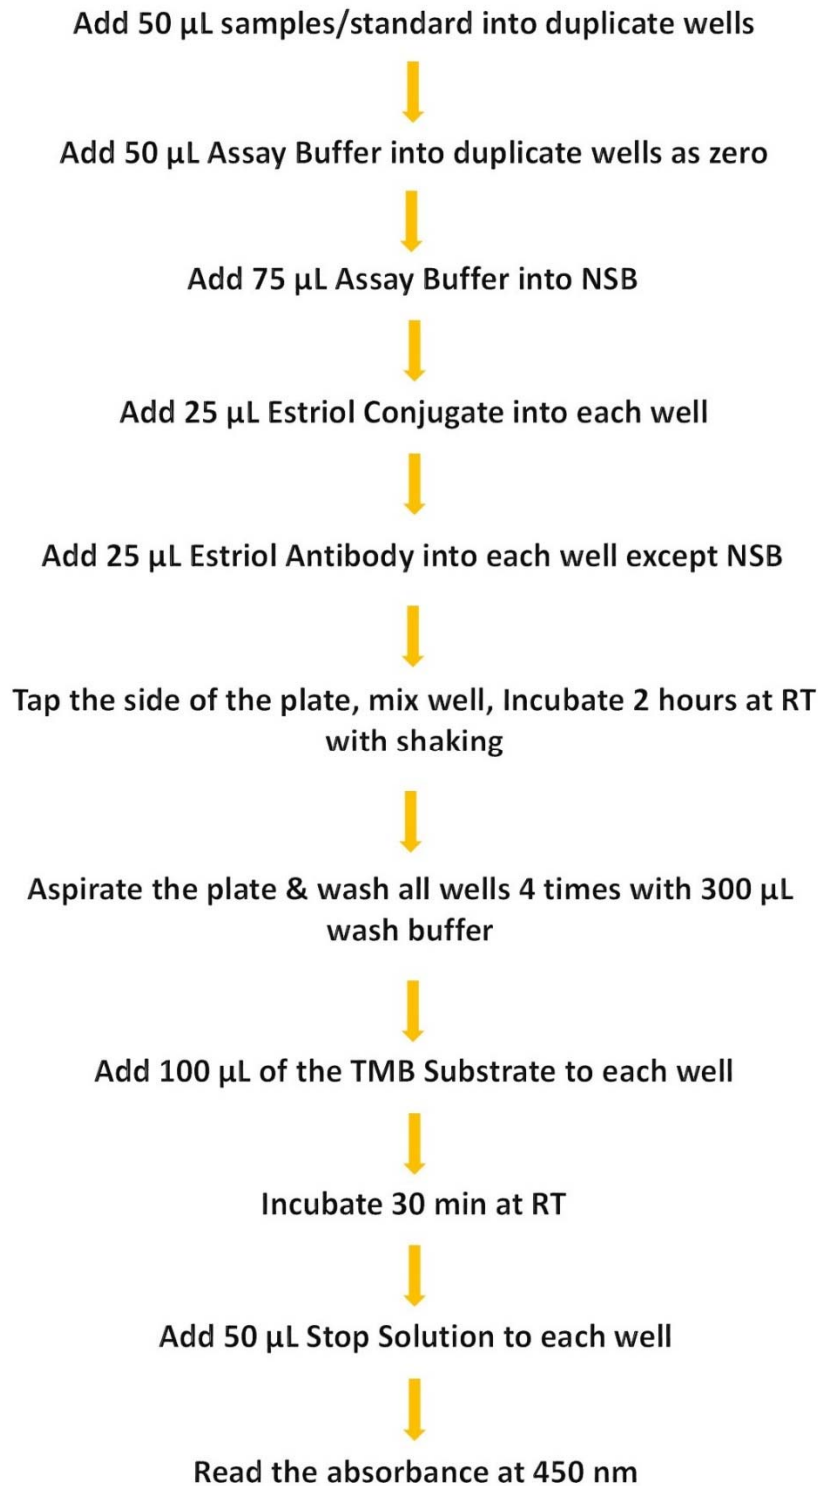 Add 50 µL samples/standard into duplicate wells
Add 50 µL Assay Buffer into duplicate wells as zero
Add 75 µL Assay Buffer into NSB
Add 25 µL Estriol Conjugate into each well
Add 25 µL Estriol Antibody into each well except NSB
Tap the side of the plate, mix well, Incubate 2 hours at RT
with shaking
Aspirate the plate & wash all wells 4 times with 300 µL
wash buffer
Add 100 µL of the TMB Substrate to each well
Incubate 30 min at RT
Add 50 µL Stop Solution to each well
Read the absorbance at 450 nm